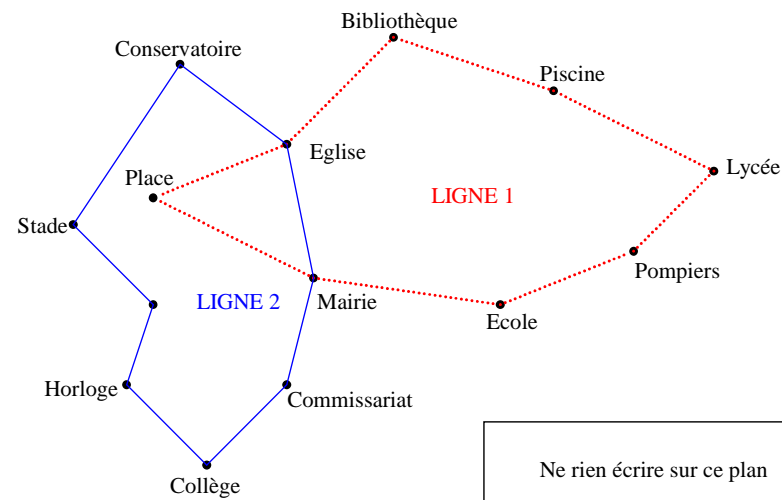 Bibliothèque
Conservatoire
Piscine
Eglise
Lycée
Place
LIGNE 1
Stade
Pompiers
LIGNE 2
Mairie
Ecole
Horloge
Commissariat
Ne rien écrire sur ce plan
Collège